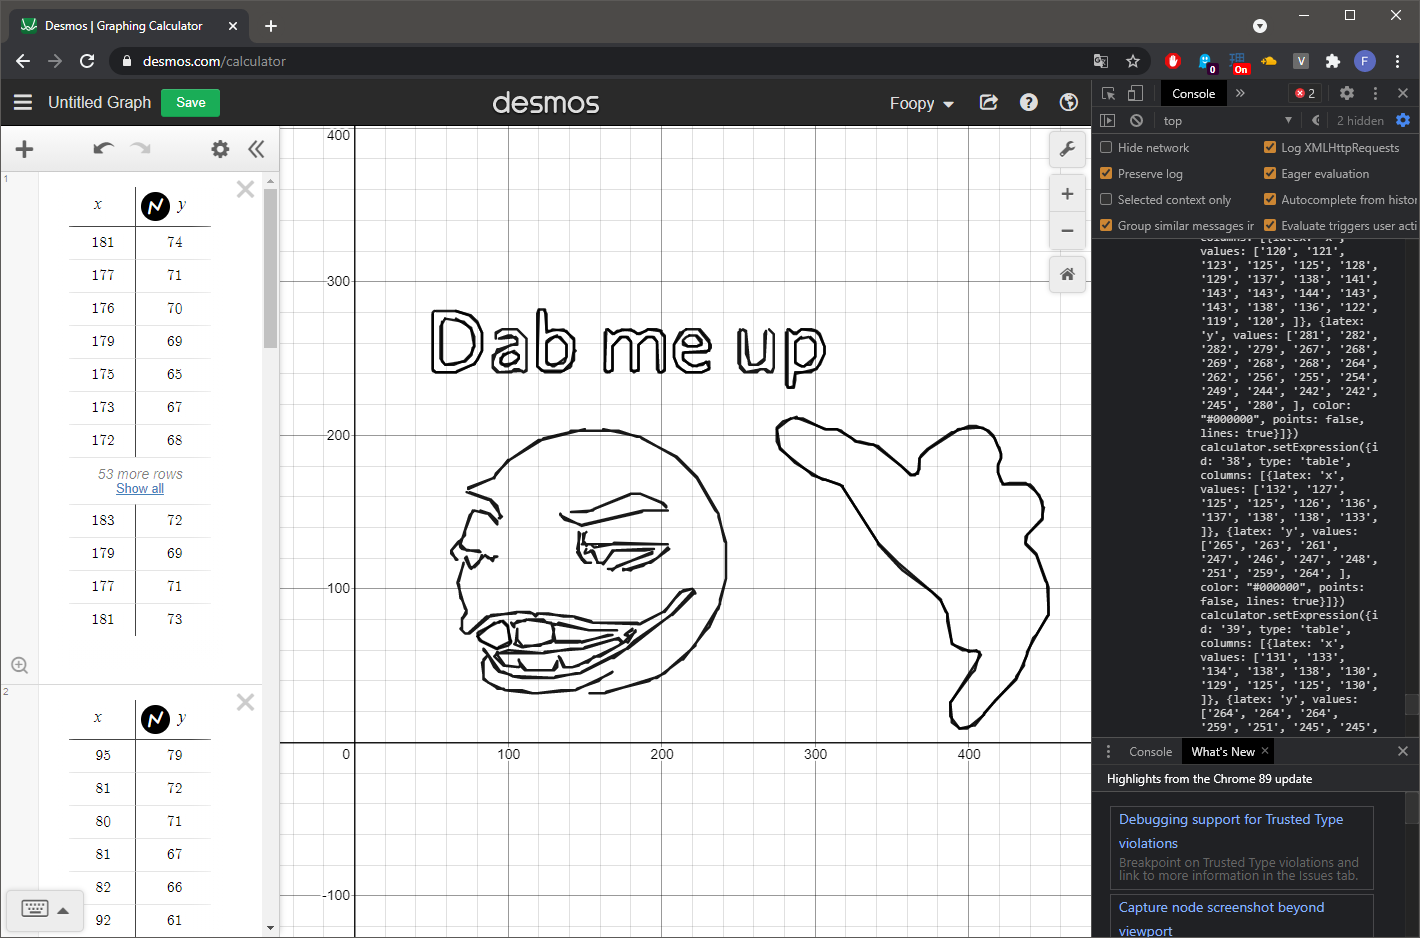 Desmos | Graphing Calculator
desmos.com/calculator
0
On
V
F
Untitled Graph
Save
desmos
Foopy
Console
2
top
2 hidden
Hide network
Log XMLHttpRequests
Preserve log
Eager evaluation
Selected context only
Autocomplete from histor
Group similar messages ir
Evaluate triggers user acti
1
x y
181 74
177 71
176 70
179 69
175 65
173 67
172 68
53 more rows
Show all
183 72
179 69
177 71
181 73
2
x y
95 79
81 72
80 71
81 67
82 66
92 61
400
300
200
100
0
100
200
300
400
-100
Dab me up
columns: [{latex: 'x',
values: ['120', '121',
'123', '125', '125', '128',
'129', '137', '138', '141',
'143', '143', '144', '143',
'143', '138', '136', '122',
'119', '120', ]}, {latex:
'y', values: ['281', '282',
'282', '279', '267', '268',
'269', '268', '268', '264',
'262', '256', '255', '254',
'249', '244', '242', '242',
'245', '280', ], color:
"#000000", points: false,
lines: true}]})
calculator.setExpression({i
d: '38', type: 'table',
columns: [{latex: 'x',
values: ['132', '127',
'125', '125', '126', '136',
'137', '138', '138', '133',
]}, {latex: 'y', values:
['265', '263', '261',
'247', '246', '247', '248',
'251', '259', '264', ],
color: "#000000", points:
false, lines: true}]})
calculator.setExpression({i
d: '39', type: 'table',
columns: [{latex: 'x',
values: ['131', '133',
'134', '138', '138', '130',
'129', '125', '125', '130',
]}, {latex: 'y', values:
['264', '264', '264',
'259', '251', '245', '245',
Console
What's New
Highlights from the Chrome 89 update
Debugging support for Trusted Type
violations
Breakpoint on Trusted Type violations and
link to more information in the Issues tab.
Capture node screenshot beyond
viewport